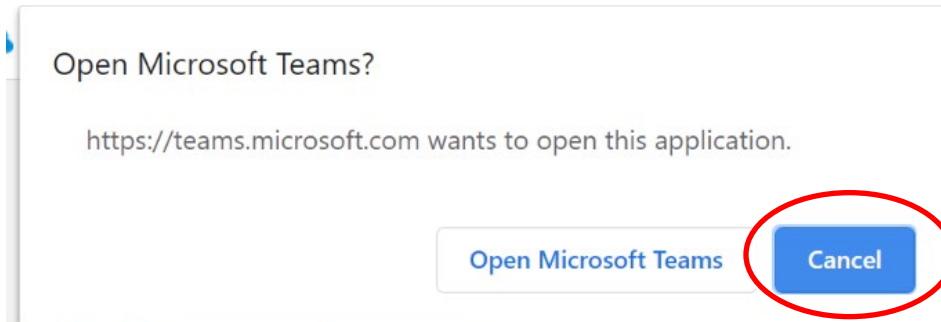 Open Microsoft Teams?
https://teams.microsoft.com wants to open this application.
Open Microsoft Teams Cancel